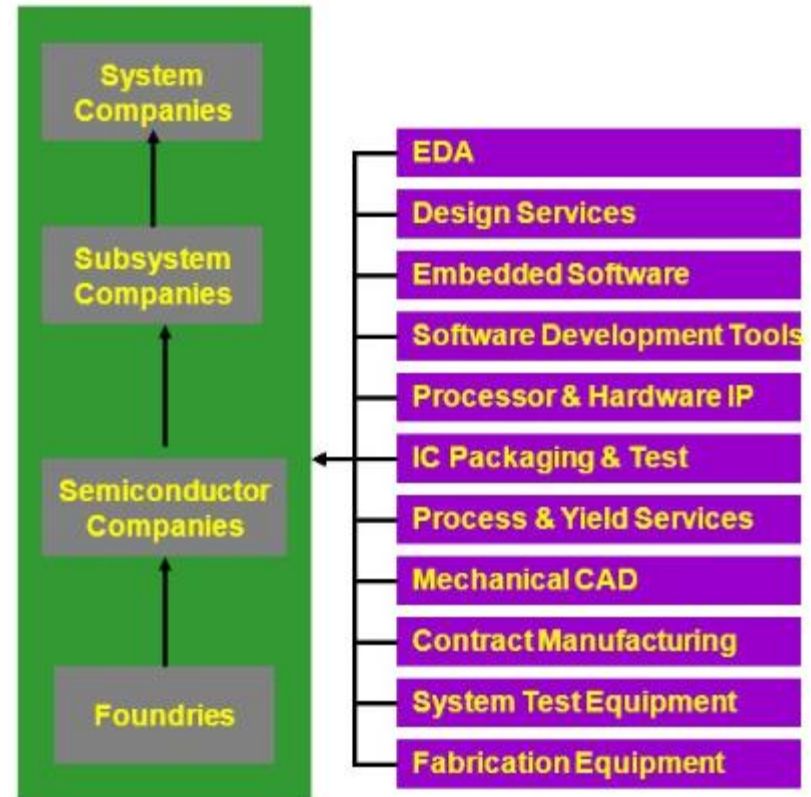 System
Companies
Subsystem
Companies
Semiconductor
Companies
Foundries
EDA
Design Services
Embedded Software
Software Development Tools
Processor & Hardware IP
IC Packaging & Test
Process & Yield Services
Mechanical CAD
Contract Manufacturing
System Test Equipment
Fabrication Equipment